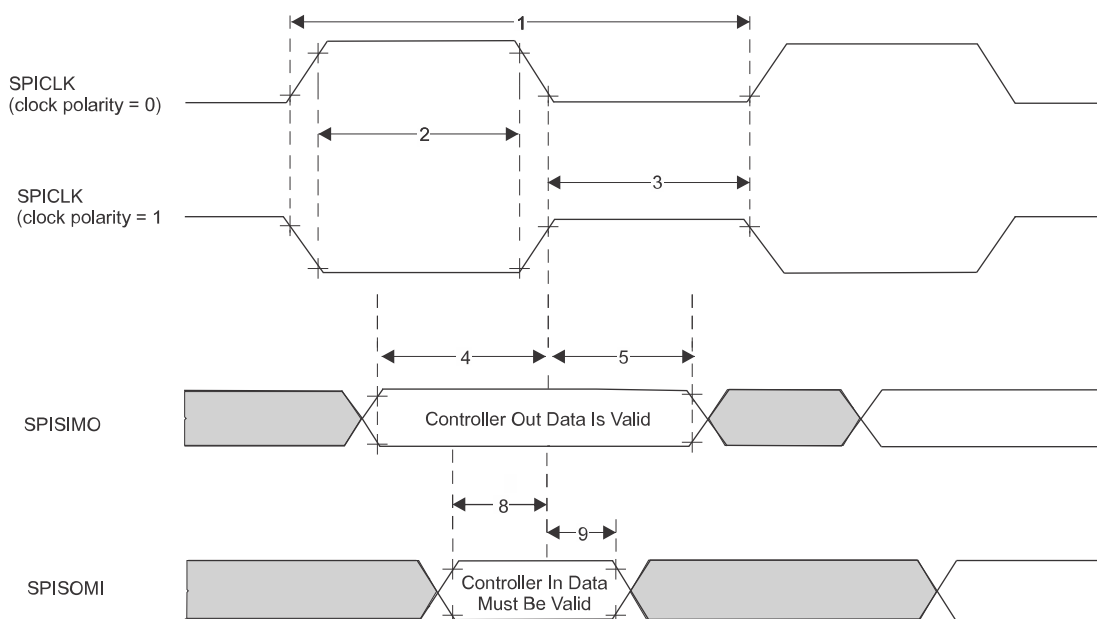 1
SPICLK
(clock polarity = 0)
2
3
SPICLK
(clock polarity = 1
4
5
SPISIMO
Controller Out Data Is Valid
8
9
SPISOMI
Controller In Data
Must Be Valid